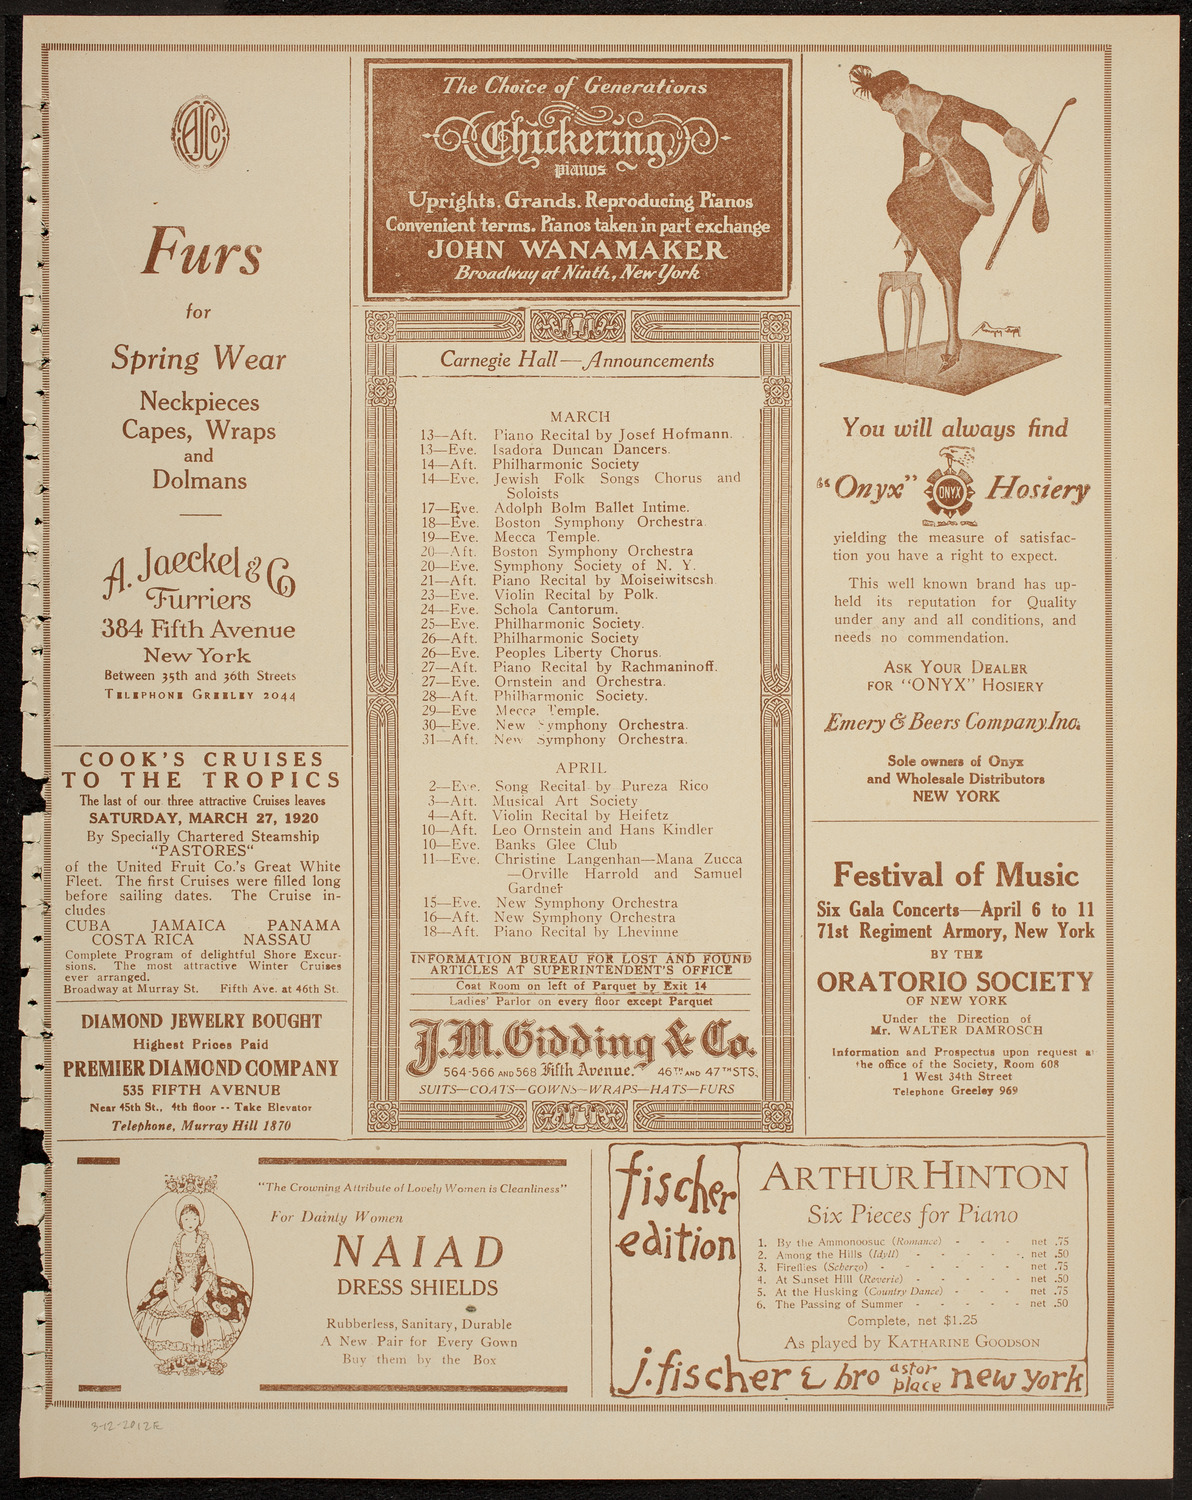 AJCo
Furs
for
Spring Wear
Neckpieces
Capes, Wraps
and
Dolmans
A. Jaeckel & Co
Furriers
384 Fifth Avenue
New York
Between 35th and 36th Streets
TELEPHONE GREELEY 2044
COOK'S CRUISES
TO THE TROPICS
The last of our three attractive Cruises leaves
SATURDAY, MARCH 27, 1920
By Specially Chartered Steamship
"PASTORES"
of the United Fruit Co.'s Great White
Fleet. The first Cruises were filled long
before sailing dates. The Cruise in-
cludes
CUBA JAMAICA PANAMA
COSTA RICA NASSAU
Complete Program of delightful Shore Excur-
sions. The most attractive Winter Cruises
ever arranged.
Broadway at Murray St. Fifth Ave. at 46th St.
DIAMOND JEWELRY BOUGHT
Highest Prices Paid
PREMIER DIAMOND COMPANY
535 FIFTH AVENUE
Near 45th St., 4th floor -- Take Elevator
Telephone, Murray Hill 1870
The Choice of Generations
Chickering
pianos
Uprights. Grands. Reproducing Pianos
Convenient terms. Pianos taken in part exchange
JOHN WANAMAKER
Broadway at Ninth, New York
Carnegie Hall—Announcements
MARCH
13—Aft. Piano Recital by Josef Hofmann.
13—Eve. Isadora Duncan Dancers.
14—Aft. Philharmonic Society
14—Eve. Jewish Folk Songs Chorus and
Soloists
17—Eve. Adolph Bolm Ballet Intime.
18—Eve. Boston Symphony Orchestra
19—Eve. Mecca Temple.
20—Aft. Boston Symphony Orchestra
20—Eve. Symphony Society of N. Y.
21—Aft. Piano Recital by Moiseiwitscsh
23—Eve. Violin Recital by Polk.
24—Eve. Schola Cantorum.
25—Eve. Philharmonic Society.
26—Aft. Philharmonic Society
26—Eve. Peoples Liberty Chorus.
27—Aft. Piano Recital by Rachmaninoff.
27—Eve. Ornstein and Orchestra.
28—Aft. Philharmonic Society.
29—Eve Mecca Temple.
30—Eve. New Symphony Orchestra.
31—Aft. New Symphony Orchestra.
APRIL
2—Eve. Song Recital by Pureza Rico
3—Aft. Musical Art Society
4—Aft. Violin Recital by Heifetz
10—Aft. Leo Ornstein and Hans Kindler
10—Eve. Banks Glee Club
11—Eve. Christine Langenhan—Mana Zucca
—Orville Harrold and Samuel
Gardner
15—Eve. New Symphony Orchestra
16—Aft. New Symphony Orchestra
18—Aft. Piano Recital by Lhevinne
INFORMATION BUREAU FOR LOST AND FOUND
ARTICLES AT SUPERINTENDENT'S OFFICE
Coat Room on left of Parquet by Exit 14
Ladies' Parlor on every floor except Parquet
J.M. Gidding & Co.
564-566 AND 568 Fifth Avenue. 46TH AND 47TH STS.
SUITS—COATS—GOWNS—WRAPS—HATS—FURS
You will always find
"Onyx" ONYX Hosiery
yielding the measure of satisfac-
tion you have a right to expect.
This well known brand has up-
held its reputation for Quality
under any and all conditions, and
needs no commendation.
ASK YOUR DEALER
FOR "ONYX" HOSIERY
Emery & Beers Company, Inc.
Sole owners of Onyx
and Wholesale Distributors
NEW YORK
Festival of Music
Six Gala Concerts—April 6 to 11
71st Regiment Armory, New York
BY THE
ORATORIO SOCIETY
OF NEW YORK
Under the Direction of
Mr. WALTER DAMROSCH
Information and Prospectus upon request a
the office of the Society, Room 608
1 West 34th Street
Telephone Greeley 969
"The Crowning Attribute of Lovely Women is Cleanliness"
For Dainty Women
NAIAD
DRESS SHIELDS
Rubberless, Sanitary, Durable
A New Pair for Every Gown
Buy them by the Box
fischer
edition
ARTHUR HINTON
Six Pieces for Piano
1. By the Ammonoosuc (Romance) - - - net .75
2. Among the Hills (Idyll) - - - - - net .50
3. Fireflies (Scherzo) - - - - - - net .75
4. At Sunset Hill (Reverie) - - - - - net .50
5. At the Husking (Country Dance) - - - net .75
6. The Passing of Summer - - - - - net .50
Complete, net $1.25
As played by KATHARINE GOODSON
j. fischer & bro astor place new york
3-12-20